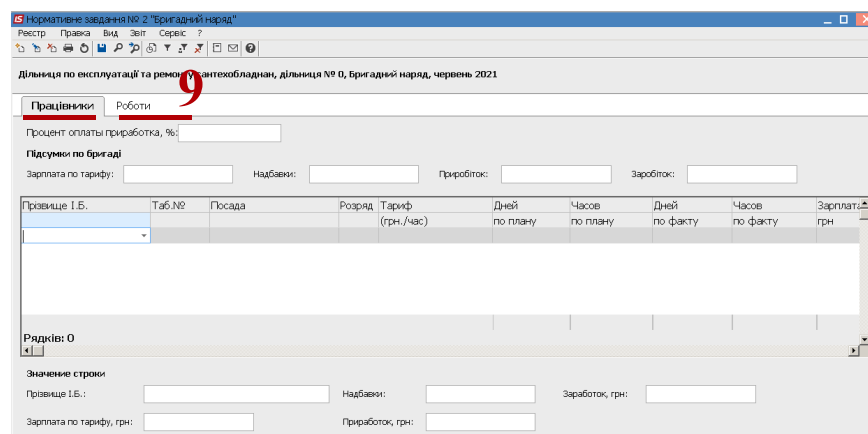 Нормативне завдання № 2 "Бригадний наряд"
Реєстр Правка Вид Звіт Сервіс ?
Дільниця по експлуатації та ремонту сантехобладнан, дільниця № 0, Бригадний наряд, червень 2021
9
Працівники Роботи
Процент оплаты приработка, %:
Підсумки по бригаді
Зарплата по тарифу: Надбавки: Приробіток: Заробіток:
Прізвище І.Б. Таб.№ Посада Розряд Тариф Дней Часов Дней Часов Зарплата
(грн./час) по плану по плану по факту по факту грн
Рядків: 0
Значение строки
Прізвище І.Б.: Надбавки: Заработок, грн:
Зарплата по тарифу, грн: Приработок, грн: